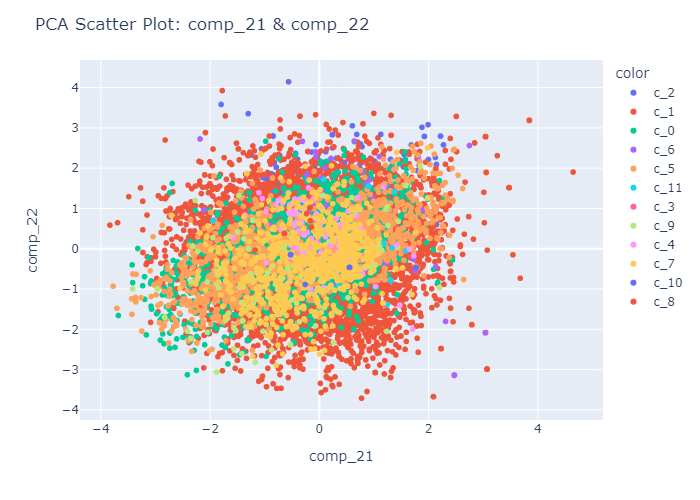 PCA Scatter Plot: comp_21 & comp_22
color
c_2
c_1
c_0
c_6
c_5
c_11
c_3
c_9
c_4
c_7
c_10
c_8
comp_22
4
3
2
1
0
−1
−2
−3
−4
−4 −2 0 2 4
comp_21